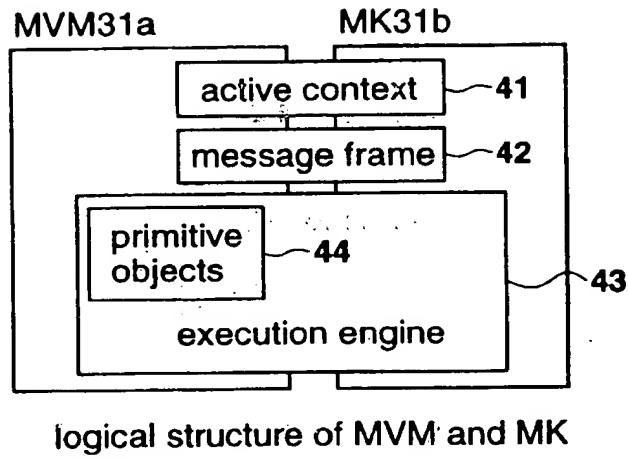 MVM31a MK31b
active context 41
message frame 42
primitive
objects 44
43
execution engine
logical structure of MVM and MK